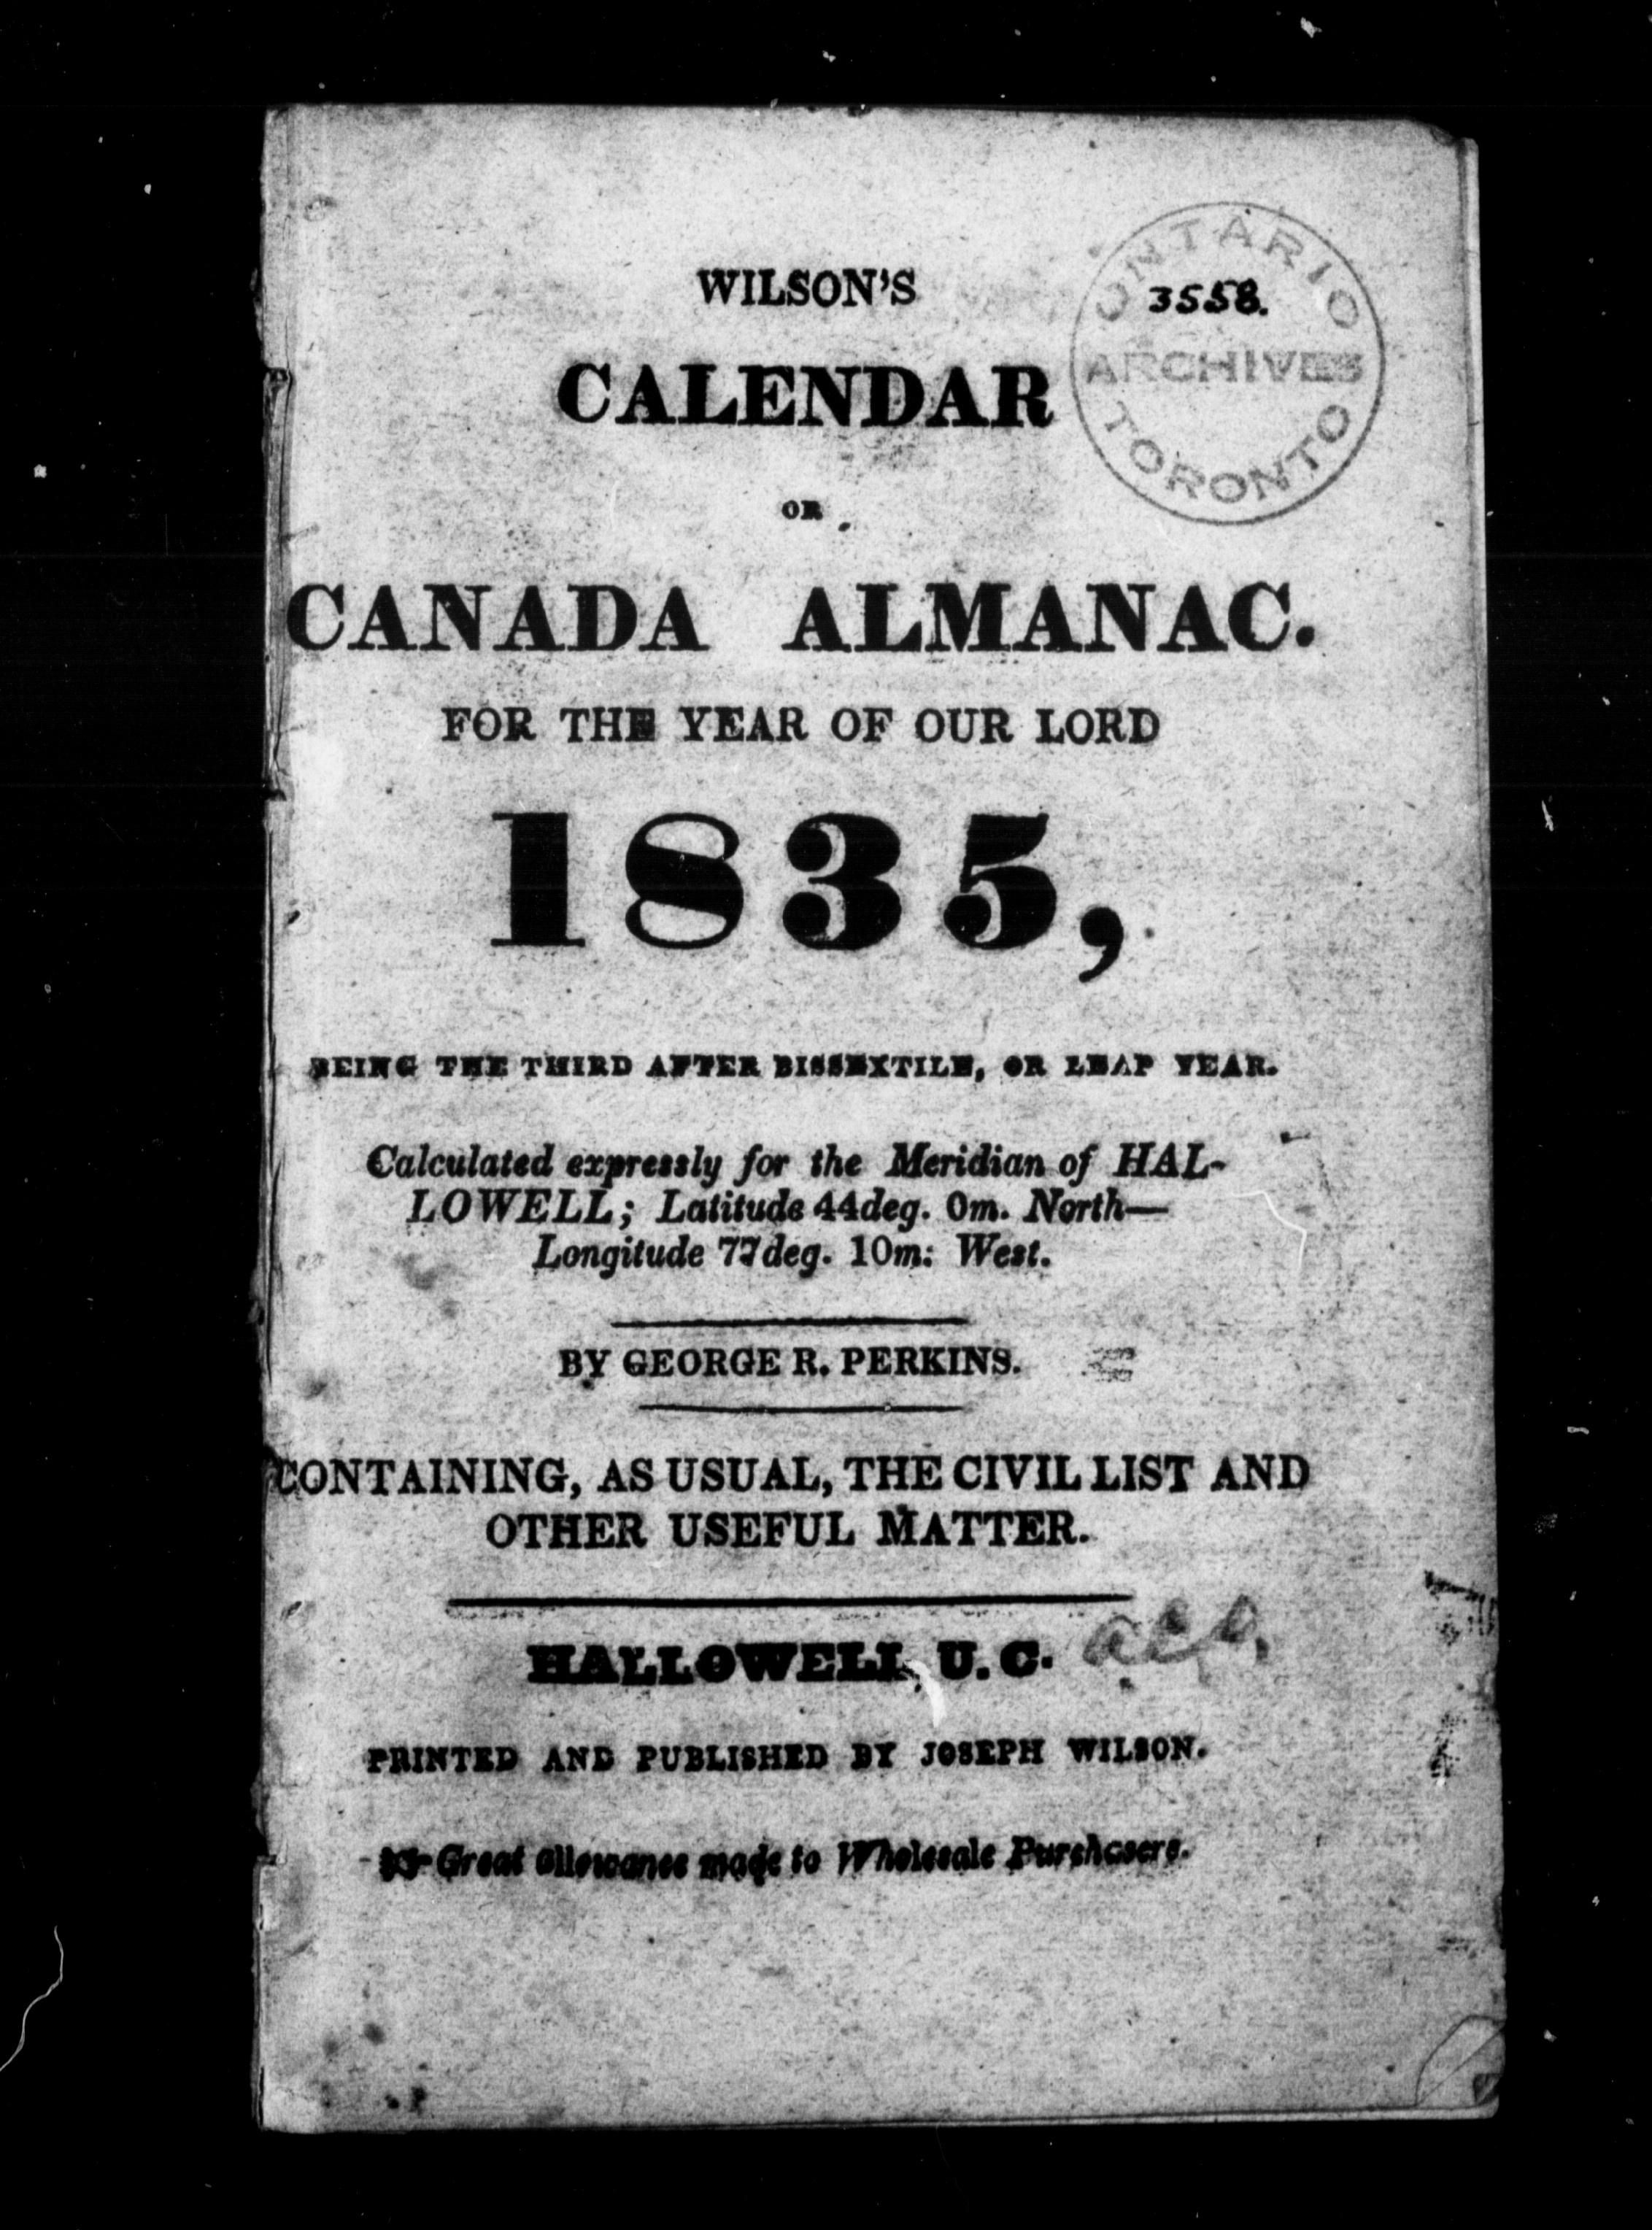 WILSON'S
CALENDAR
OR
CANADA ALMANAC.
FOR THE YEAR OF OUR LORD
1835,
BEING THE THIRD AFTER BISSEXTILE, OR LEAP YEAR.
Calculated expressly for the Meridian of HAL-
LOWELL; Latitude 44deg. 0m. North—
Longitude 77deg. 10m: West.
BY GEORGE R. PERKINS.
CONTAINING, AS USUAL, THE CIVIL LIST AND
OTHER USEFUL MATTER.
HALLOWELL, U. C.
PRINTED AND PUBLISHED BY JOSEPH WILSON.
☞ Great allowance made to Wholesale Purchasers.
ONTARIO
3558.
ARCHIVES
TORONTO